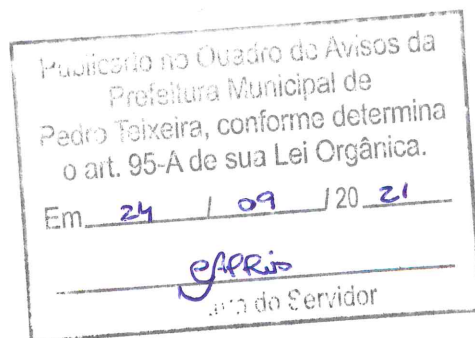 Publicado no Quadro de Avisos da
Prefeitura Municipal de
Pedro Teixeira, conforme determina
o art. 95-A de sua Lei Orgânica.
Em 24 / 09 / 20 21
do Servidor